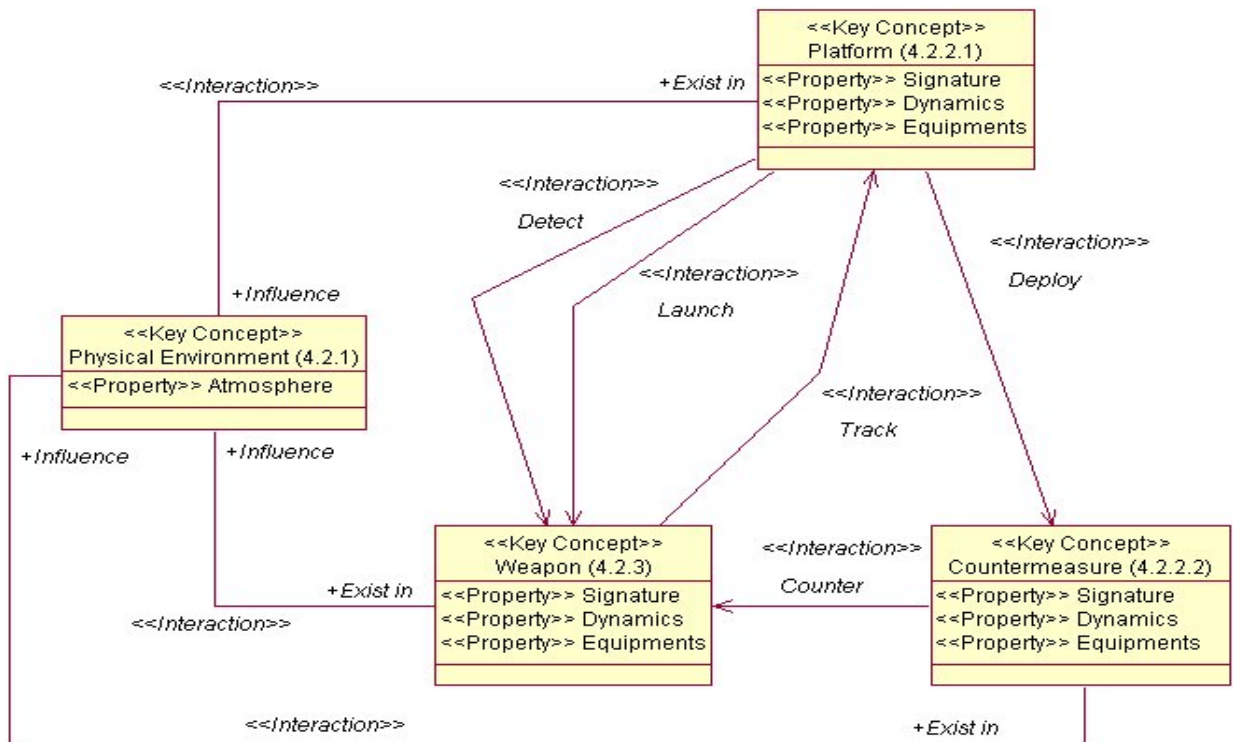 <<Key Concept>>
Platform (4.2.2.1)
<<Property>> Signature
<<Property>> Dynamics
<<Property>> Equipments
<<Interaction>>
+Exist in
<<Interaction>>
Detect
<<Interaction>>
Launch
<<Interaction>>
Deploy
+Influence
<<Key Concept>>
Physical Environment (4.2.1)
<<Property>> Atmosphere
+Influence
+Influence
<<Interaction>>
Track
<<Key Concept>>
Weapon (4.2.3)
<<Property>> Signature
<<Property>> Dynamics
<<Property>> Equipments
+Exist in
<<Interaction>>
<<Interaction>>
Counter
<<Key Concept>>
Countermeasure (4.2.2.2)
<<Property>> Signature
<<Property>> Dynamics
<<Property>> Equipments
<<Interaction>>
+Exist in